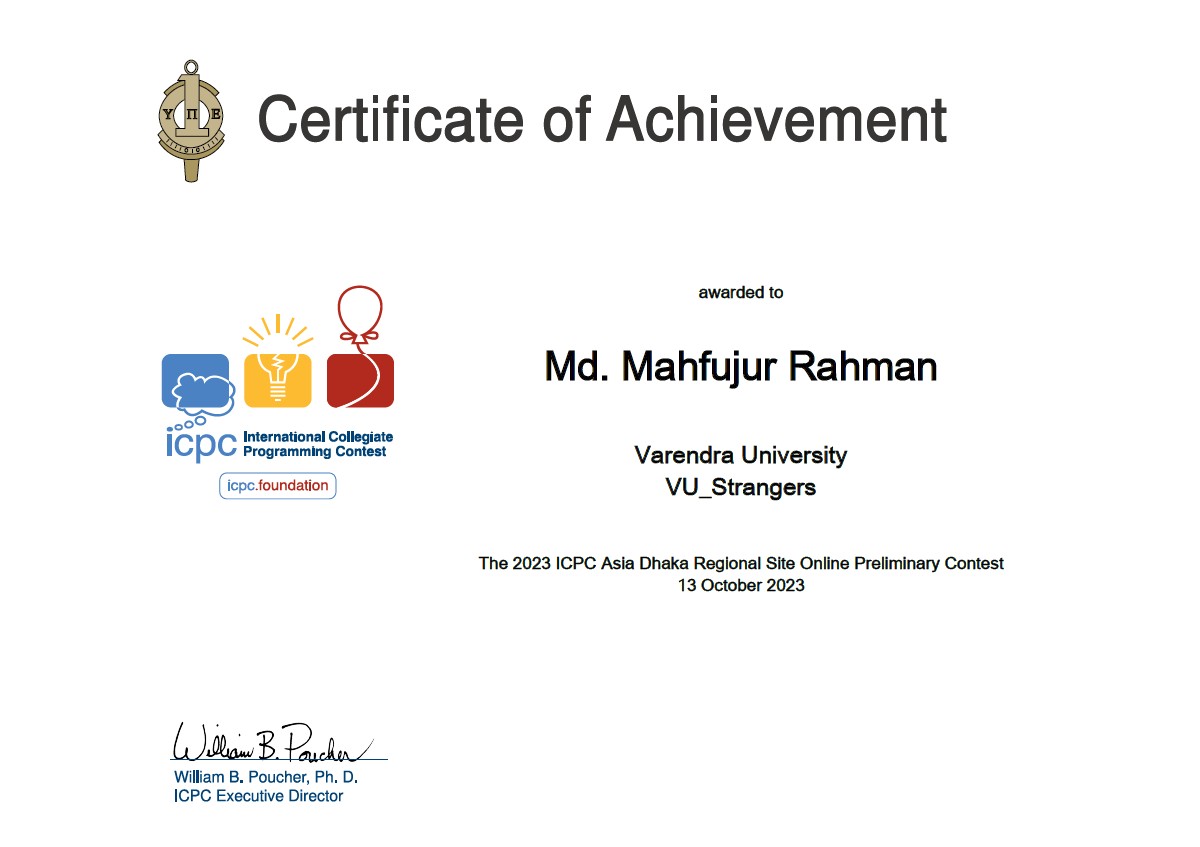 Υ Π Ε
Certificate of Achievement
awarded to
Md. Mahfujur Rahman
icpc International Collegiate
Programming Contest
icpc.foundation
Varendra University
VU_Strangers
The 2023 ICPC Asia Dhaka Regional Site Online Preliminary Contest
13 October 2023
William B. Poucher
William B. Poucher, Ph. D.
ICPC Executive Director